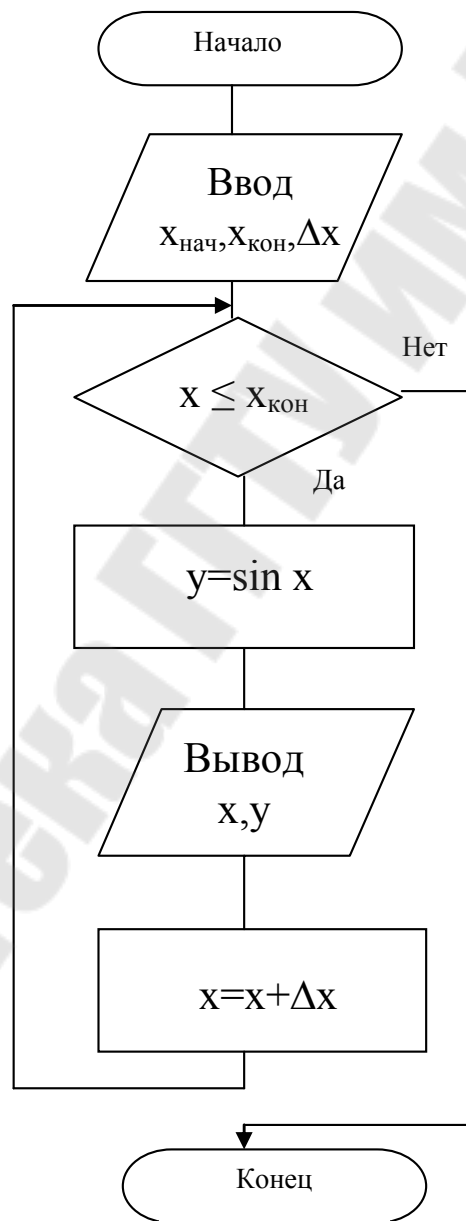 Начало
Ввод
xнач,xкон,Δx
Нет
x ≤ xкон
Да
y=sin x
Вывод
x,y
x=x+Δx
Конец